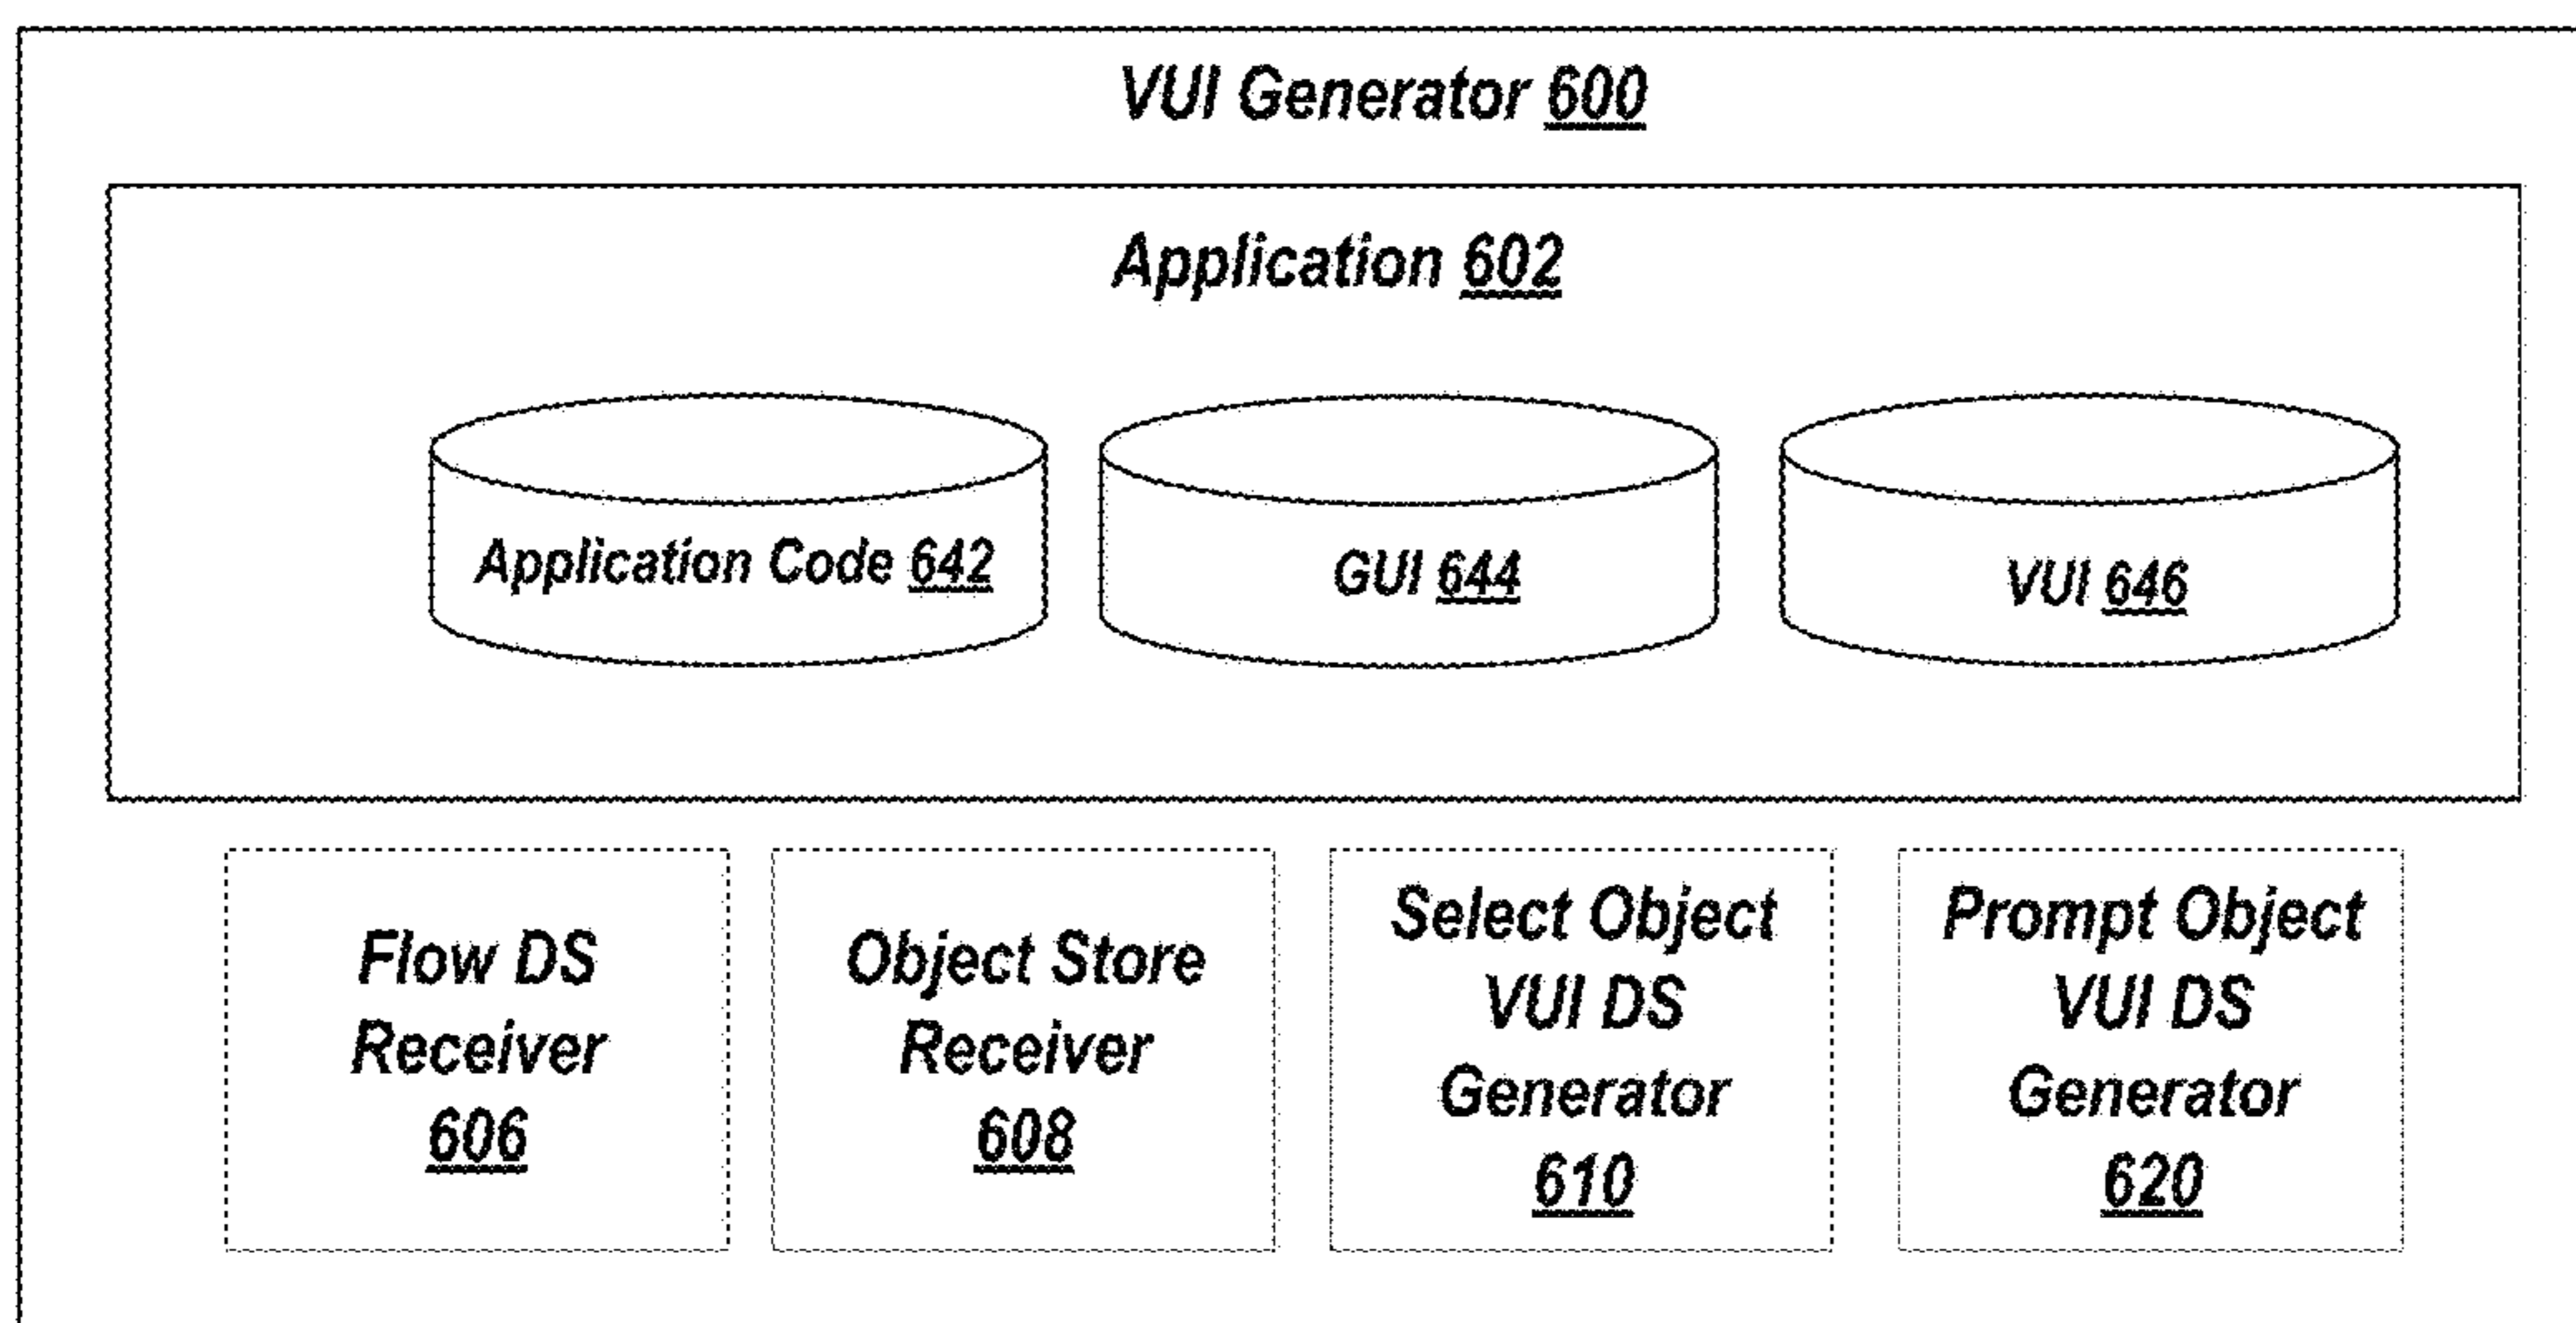 VUI Generator 600
Application 602
Application Code 642
GUI 644
VUI 646
Flow DS
Receiver
606
Object Store
Receiver
608
Select Object
VUI DS
Generator
610
Prompt Object
VUI DS
Generator
620